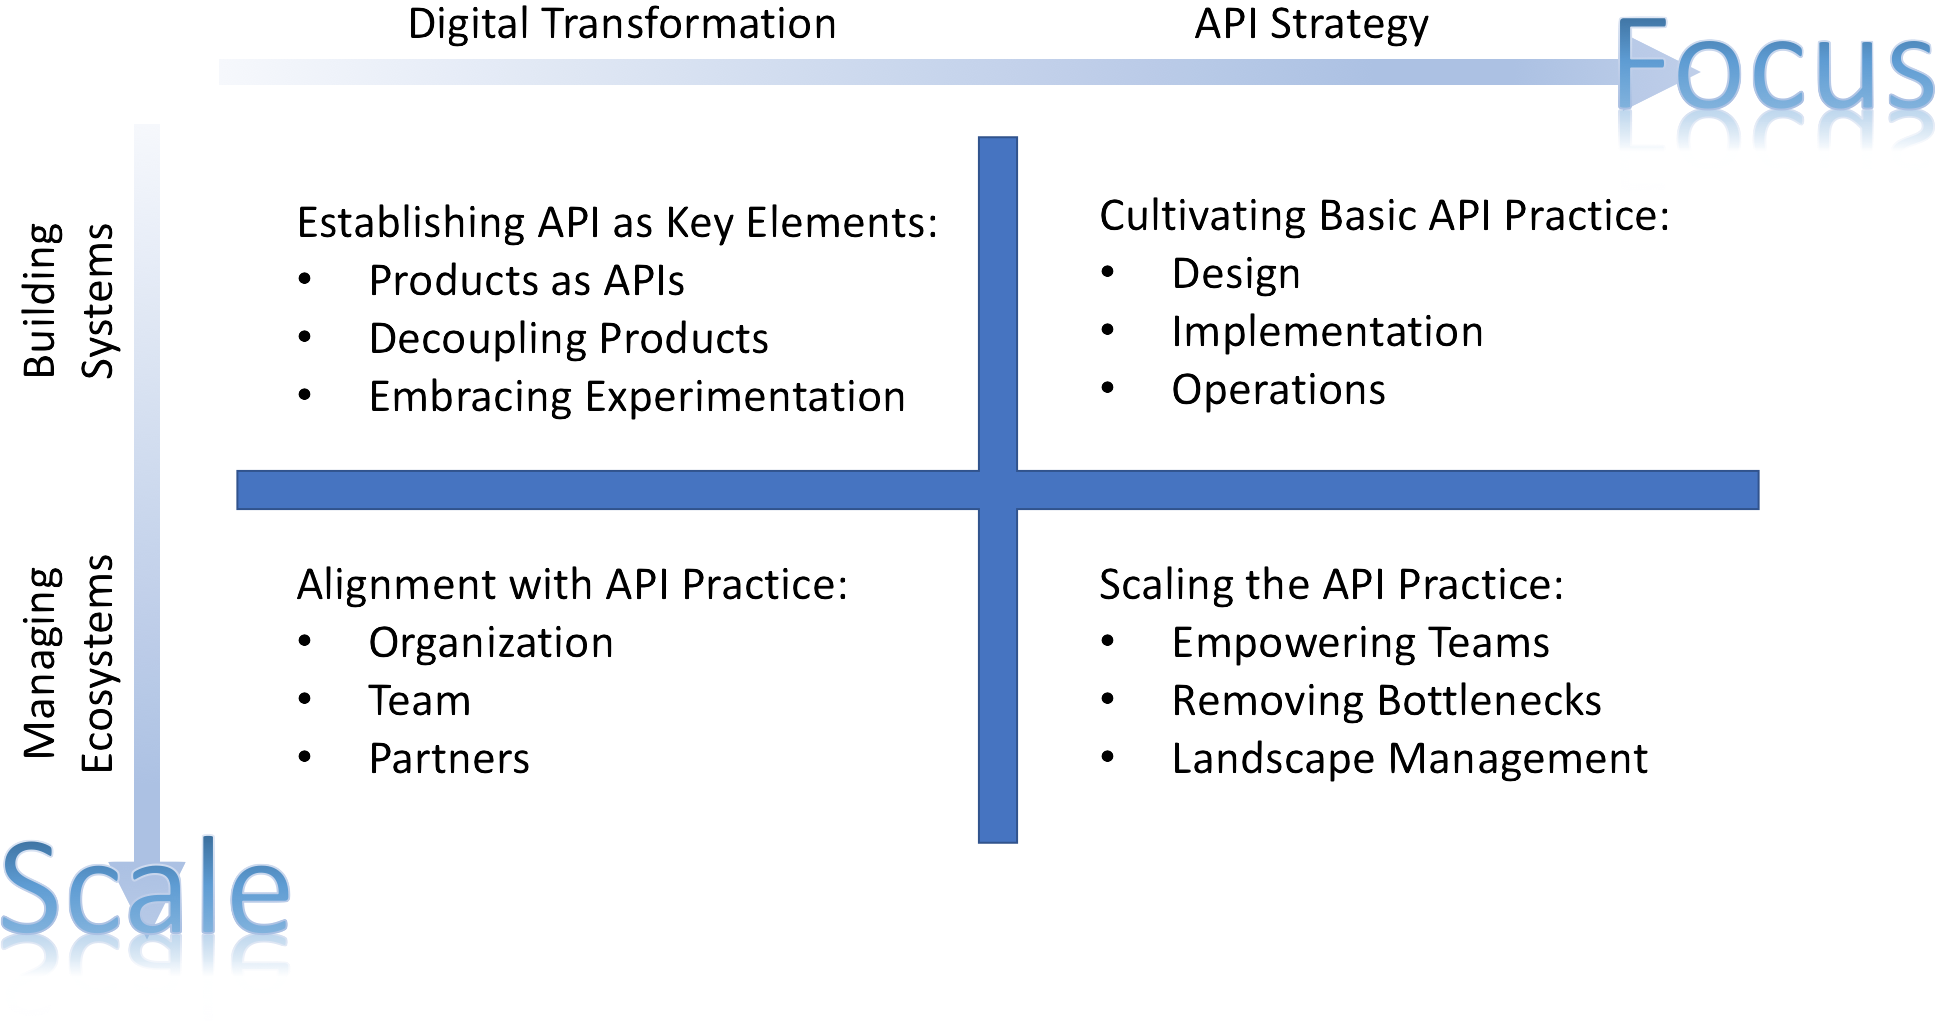 Digital Transformation
API Strategy
Focus
Building
Systems
Establishing API as Key Elements:
• Products as APIs
• Decoupling Products
• Embracing Experimentation
Cultivating Basic API Practice:
• Design
• Implementation
• Operations
Managing
Ecosystems
Alignment with API Practice:
• Organization
• Team
• Partners
Scaling the API Practice:
• Empowering Teams
• Removing Bottlenecks
• Landscape Management
Scale